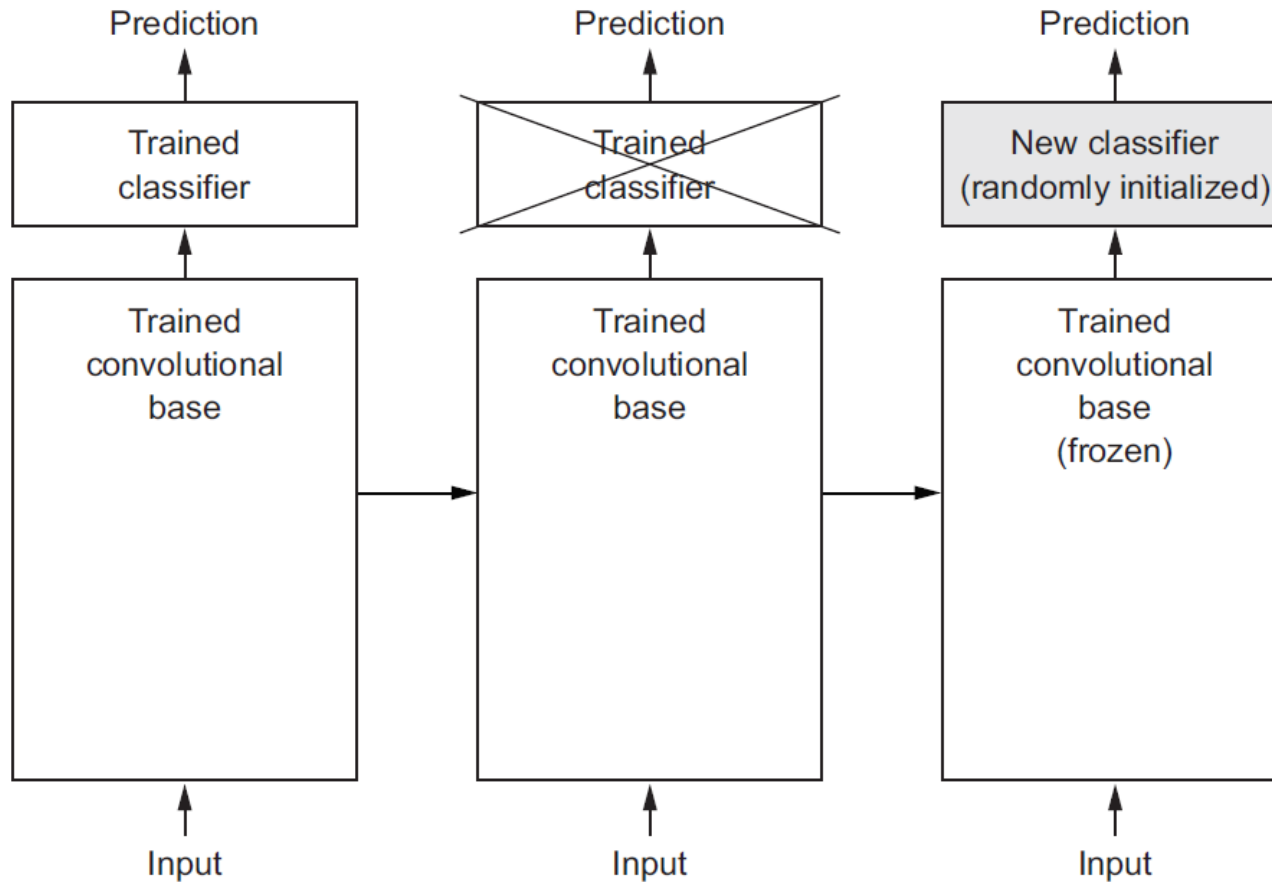 Prediction
Trained
classifier
Trained
convolutional
base
Input
Prediction
Trained
classifier
Trained
convolutional
base
Input
Prediction
New classifier
(randomly initialized)
Trained
convolutional
base
(frozen)
Input